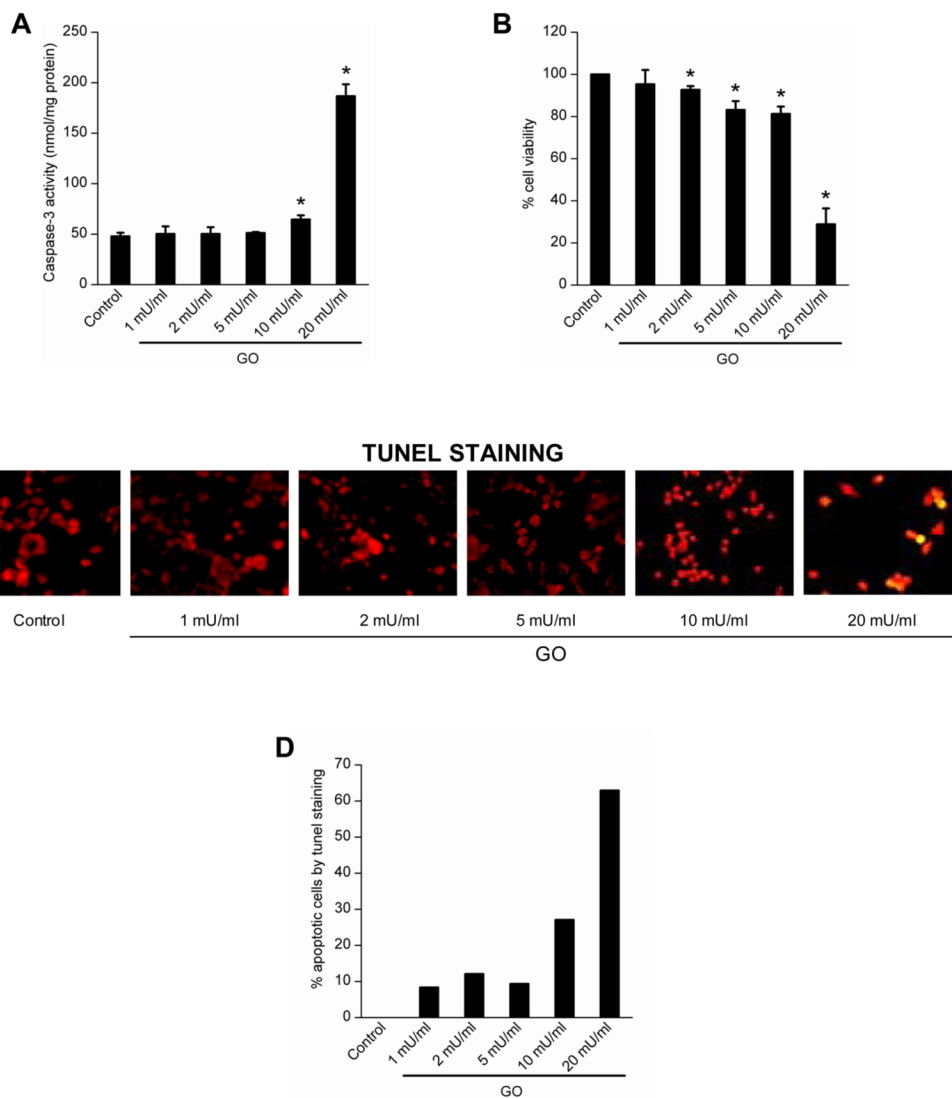 A
Caspase-3 activity (nmol/mg protein)
250
200
150
100
50
0
*
*
Control
1 mU/ml
2 mU/ml
5 mU/ml
10 mU/ml
20 mU/ml
GO
B
% cell viability
120
100
80
60
40
20
0
*
*
*
*
Control
1 mU/ml
2 mU/ml
5 mU/ml
10 mU/ml
20 mU/ml
GO
TUNEL STAINING
Control
1 mU/ml
2 mU/ml
5 mU/ml
10 mU/ml
20 mU/ml
GO
D
% apoptotic cells by tunel staining
70
60
50
40
30
20
10
0
Control
1 mU/ml
2 mU/ml
5 mU/ml
10 mU/ml
20 mU/ml
GO